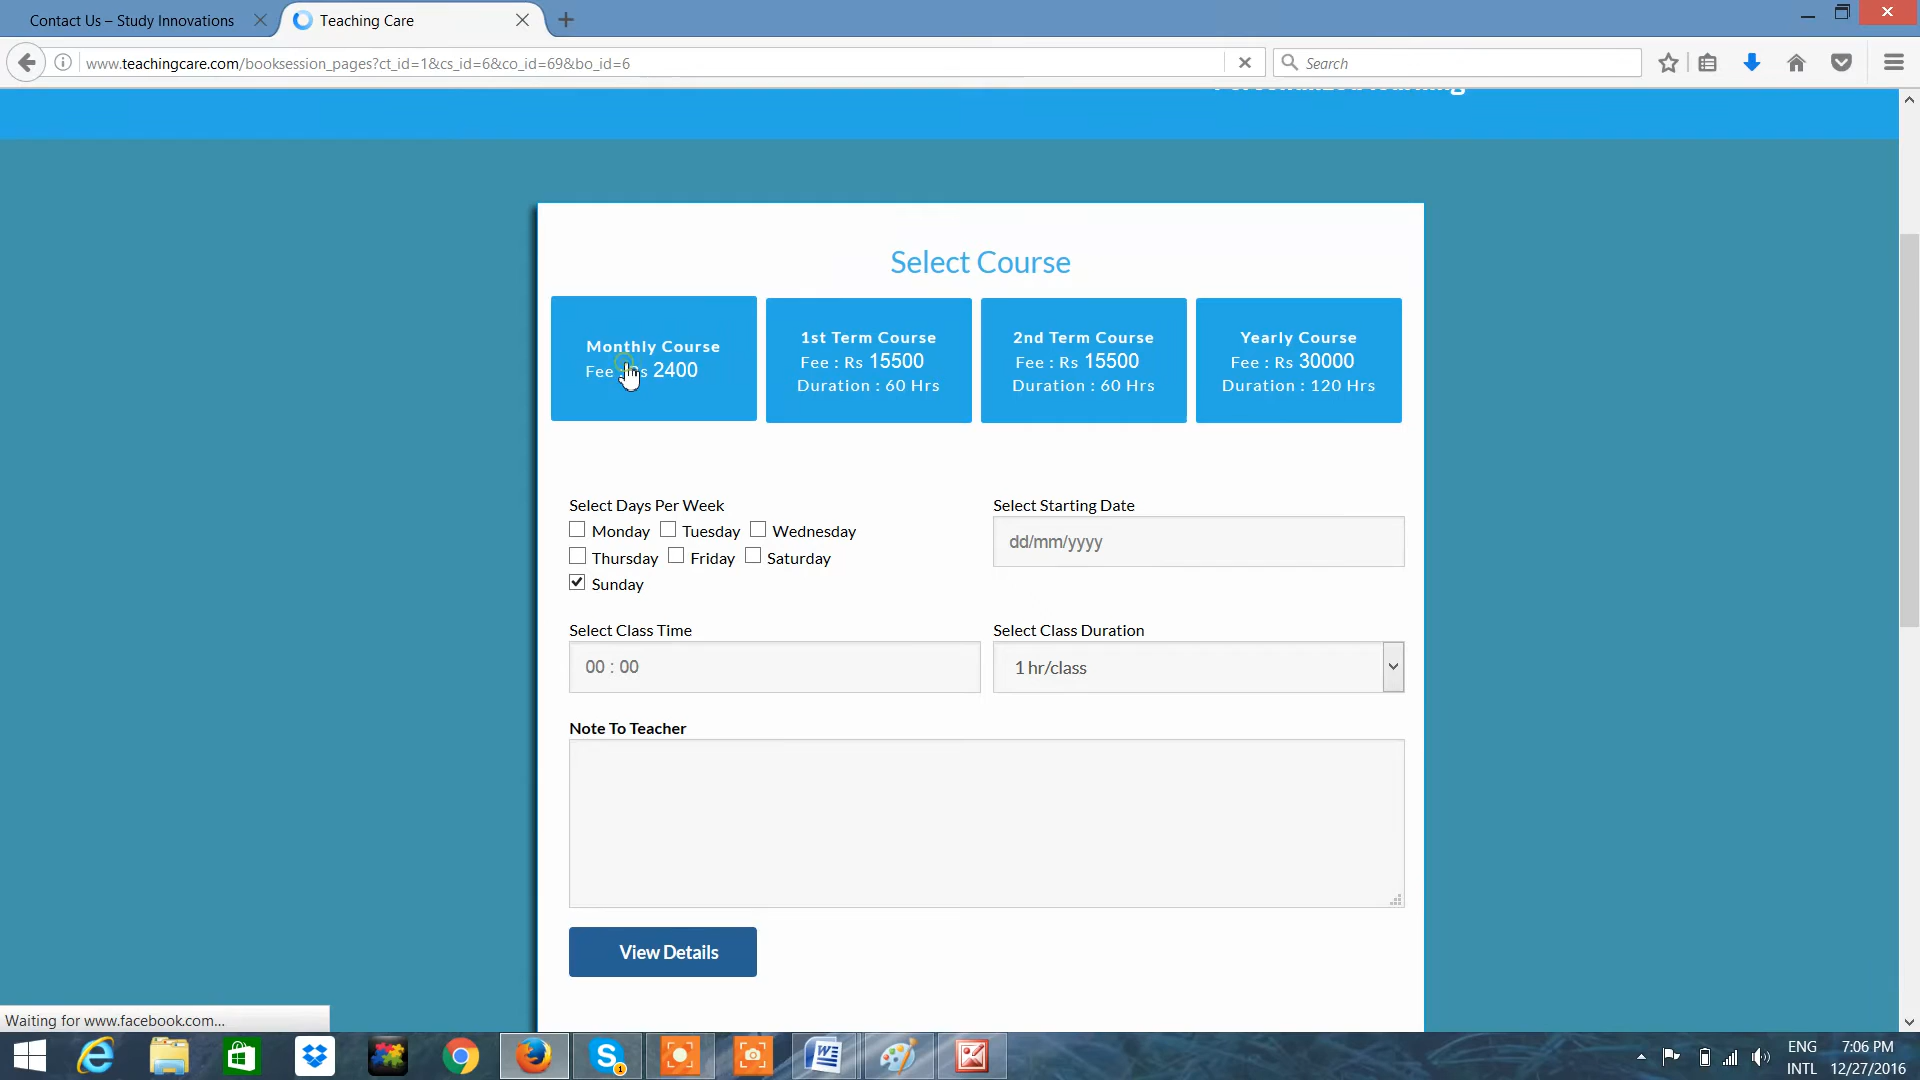 Contact Us – Study Innovations
Teaching Care
www.teachingcare.com/booksession_pages?ct_id=1&cs_id=6&co_id=69&bo_id=6
Search
Select Course
Monthly Course
Fee : Rs 2400
1st Term Course
Fee : Rs 15500
Duration : 60 Hrs
2nd Term Course
Fee : Rs 15500
Duration : 60 Hrs
Yearly Course
Fee : Rs 30000
Duration : 120 Hrs
Select Days Per Week
Monday Tuesday Wednesday
Thursday Friday Saturday
Sunday
Select Starting Date
dd/mm/yyyy
Select Class Time
00 : 00
Select Class Duration
1 hr/class
Note To Teacher
View Details
Waiting for www.facebook.com...
1
ENG
INTL
7:06 PM
12/27/2016